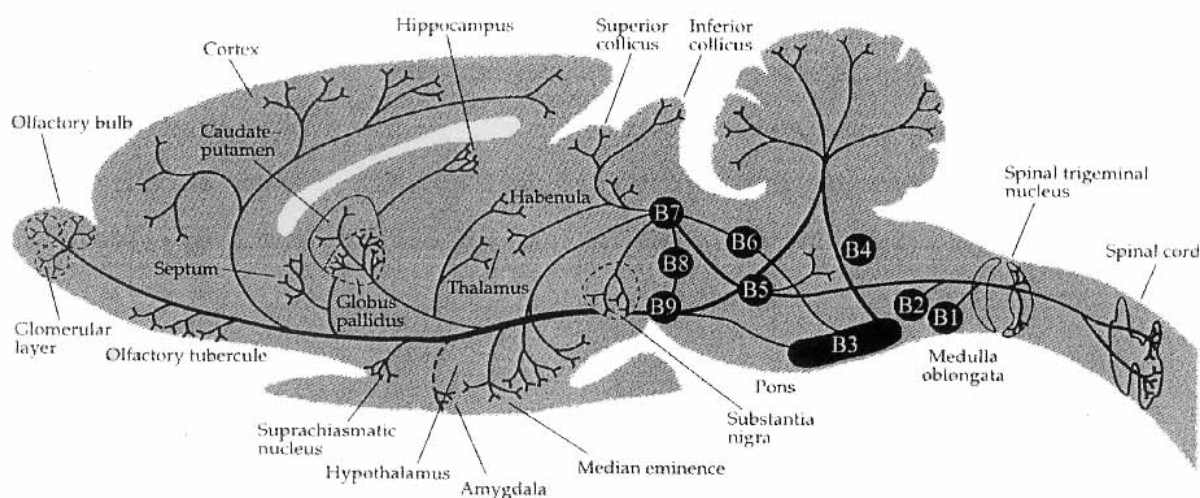 Hippocampus
Superior
collicus
Inferior
collicus
Cortex
Olfactory bulb
Caudate–
putamen
Spinal trigeminal
nucleus
Habenula
B7
B6
B4
Spinal cord
Septum
B8
Thalamus
B5
Globus
pallidus
B9
B2
B1
Glomerular
layer
Olfactory tubercule
B3
Medulla
oblongata
Pons
Substantia
nigra
Suprachiasmatic
nucleus
Hypothalamus
Median eminence
Amygdala